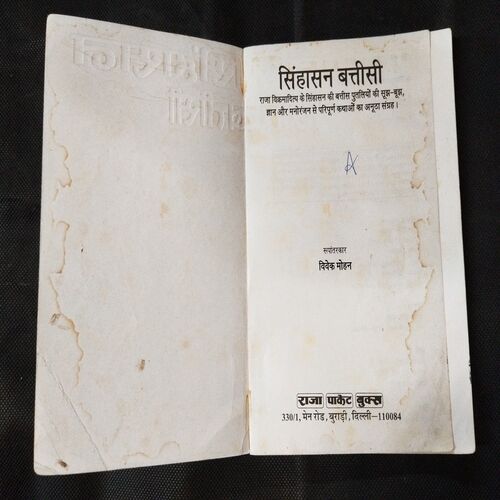 सिंहासन बत्तीसी
राजा विक्रमादित्य के सिंहासन की बत्तीस पुतलियों की सूझ-बूझ,
ज्ञान और मनोरंजन से परिपूर्ण कथाओं का अनूठा संग्रह।
A
रूपांतरकार
विवेक मोहन
राजा पाकेट बुक्स
330/1, मेन रोड, बुराड़ी, दिल्ली-110084